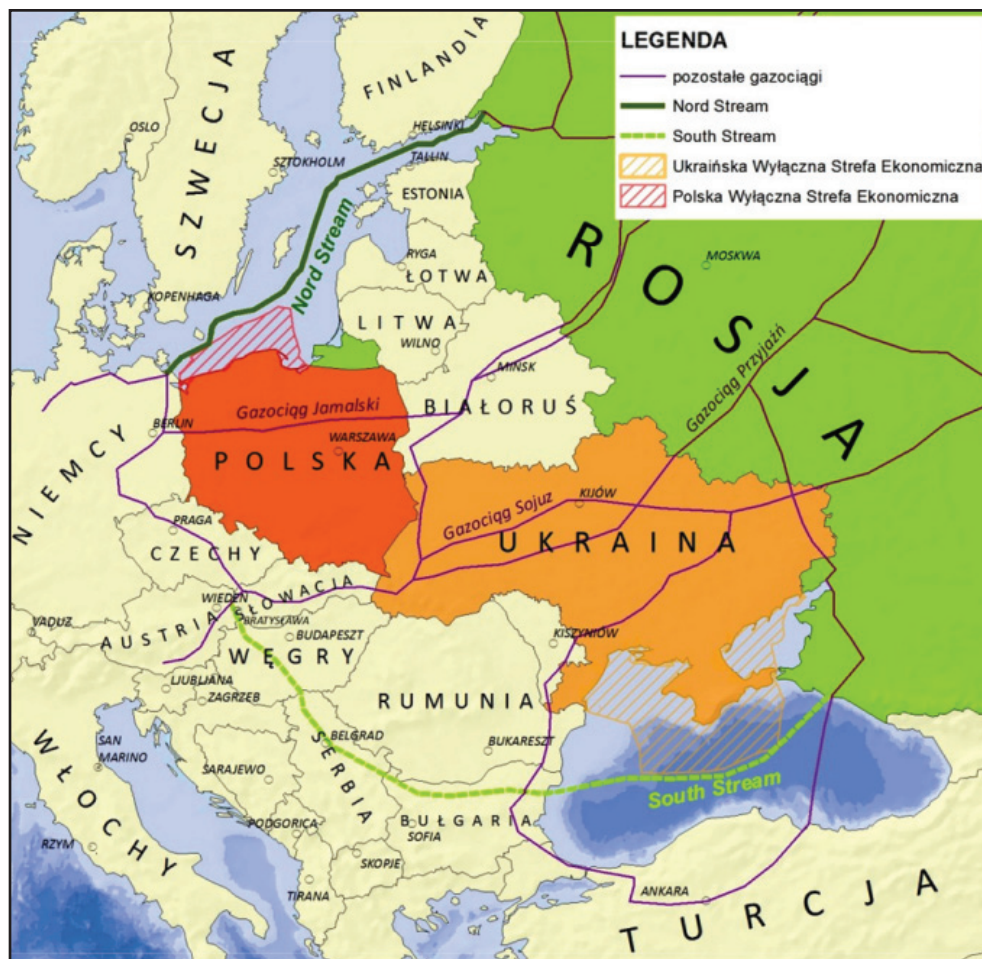 LEGENDA
pozostałe gazociągi
Nord Stream
South Stream
Ukraińska Wyłączna Strefa Ekonomiczna
Polska Wyłączna Strefa Ekonomiczna
FINLANDIA
SZWECJA
OSLO
HELSINKI
SZTOKHOLM
TALLIN
ESTONIA
ROSJA
MOSKWA
RYGA
ŁOTWA
Nord Stream
KOPENHAGA
LITWA
WILNO
MIŃSK
Gazociąg Przyjaźń
BIAŁORUŚ
Gazociąg Jamalski
BERLIN
WARSZAWA
POLSKA
NIEMCY
KIJÓW
Gazociąg Sojuz
UKRAINA
PRAGA
CZECHY
SŁOWACJA
WIEDEŃ
BRATYSŁAWA
AUSTRIA
VADUZ
BUDAPESZT
WĘGRY
KISZYNIÓW
LJUBLJANA
ZAGRZEB
RUMUNIA
WŁOCHY
SAN
MARINO
BELGRAD
BUKARESZT
SERBIA
SARAJEWO
South Stream
PODGORICA
BUŁGARIA
SOFIA
RZYM
SKOPJE
TIRANA
ANKARA
TURCJA